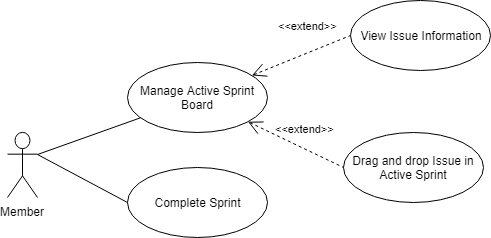 <<extend>>
View Issue Information
Manage Active Sprint
Board
<<extend>>
Drag and drop Issue in
Active Sprint
Member
Complete Sprint